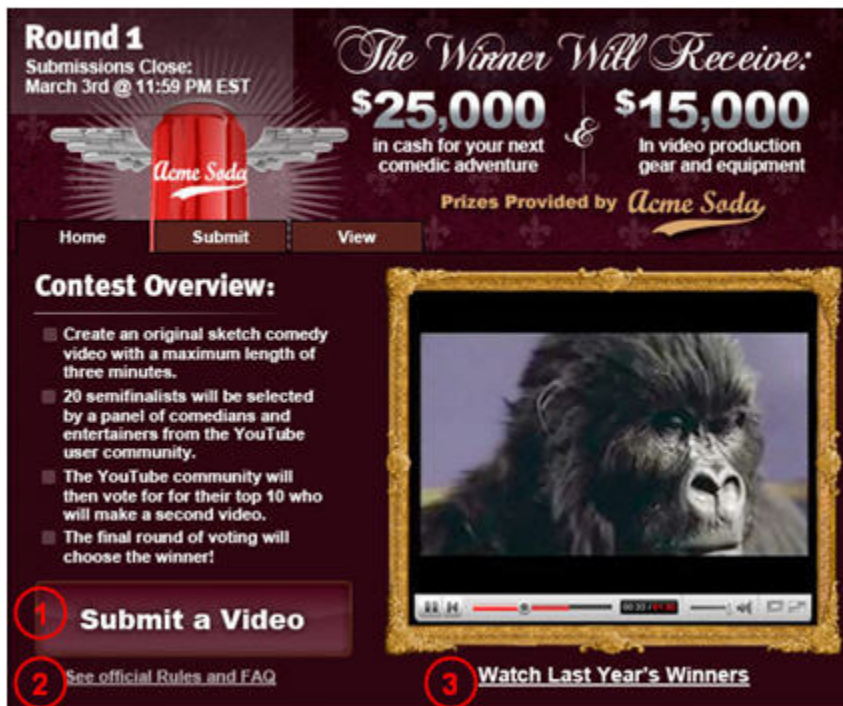 Round 1
Submissions Close:
March 3rd @ 11:59 PM EST
The Winner Will Receive:
$25,000
in cash for your next
comedic adventure
&
$15,000
In video production
gear and equipment
Prizes Provided by Acme Soda
Acme Soda
Home
Submit
View
Contest Overview:
Create an original sketch comedy
video with a maximum length of
three minutes.
20 semifinalists will be selected
by a panel of comedians and
entertainers from the YouTube
user community.
The YouTube community will
then vote for for their top 10 who
will make a second video.
The final round of voting will
choose the winner!
1
Submit a Video
2
See official Rules and FAQ
3
Watch Last Year's Winners